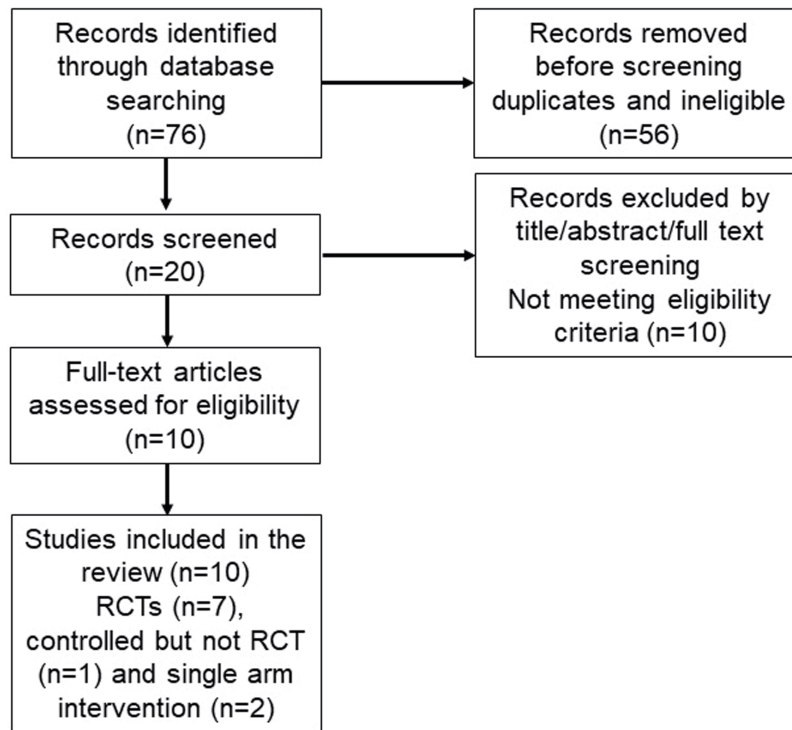 Records identified
through database
searching
(n=76)
Records removed
before screening
duplicates and ineligible
(n=56)
Records screened
(n=20)
Records excluded by
title/abstract/full text
screening
Not meeting eligibility
criteria (n=10)
Full-text articles
assessed for eligibility
(n=10)
Studies included in the
review (n=10)
RCTs (n=7),
controlled but not RCT
(n=1) and single arm
intervention (n=2)